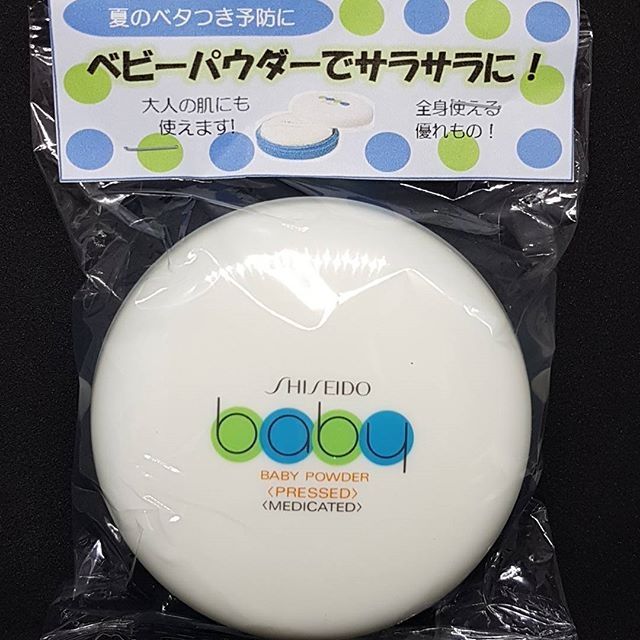 夏のベタつき予防に
ベビーパウダーでサラサラに！
大人の肌にも
使えます!
全身使える
優れもの！
SHISEIDO
baby
BABY POWDER
〈PRESSED〉
〈MEDICATED〉